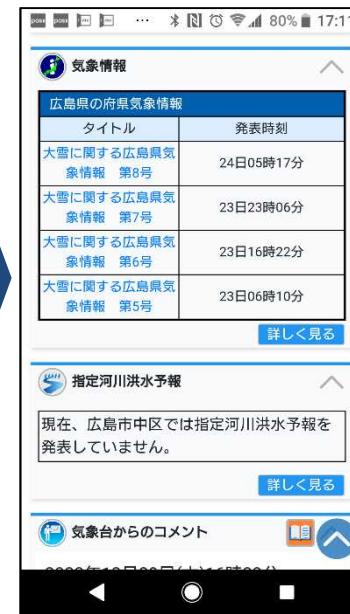 80% 17:11
気象情報
広島県の府県気象情報
タイトル 発表時刻
大雪に関する広島県気
象情報 第8号 24日05時17分
大雪に関する広島県気
象情報 第7号 23日23時06分
大雪に関する広島県気
象情報 第6号 23日16時22分
大雪に関する広島県気
象情報 第5号 23日06時10分
詳しく見る
指定河川洪水予報
現在、広島市中区では指定河川洪水予報を
発表していません。
詳しく見る
気象台からのコメント